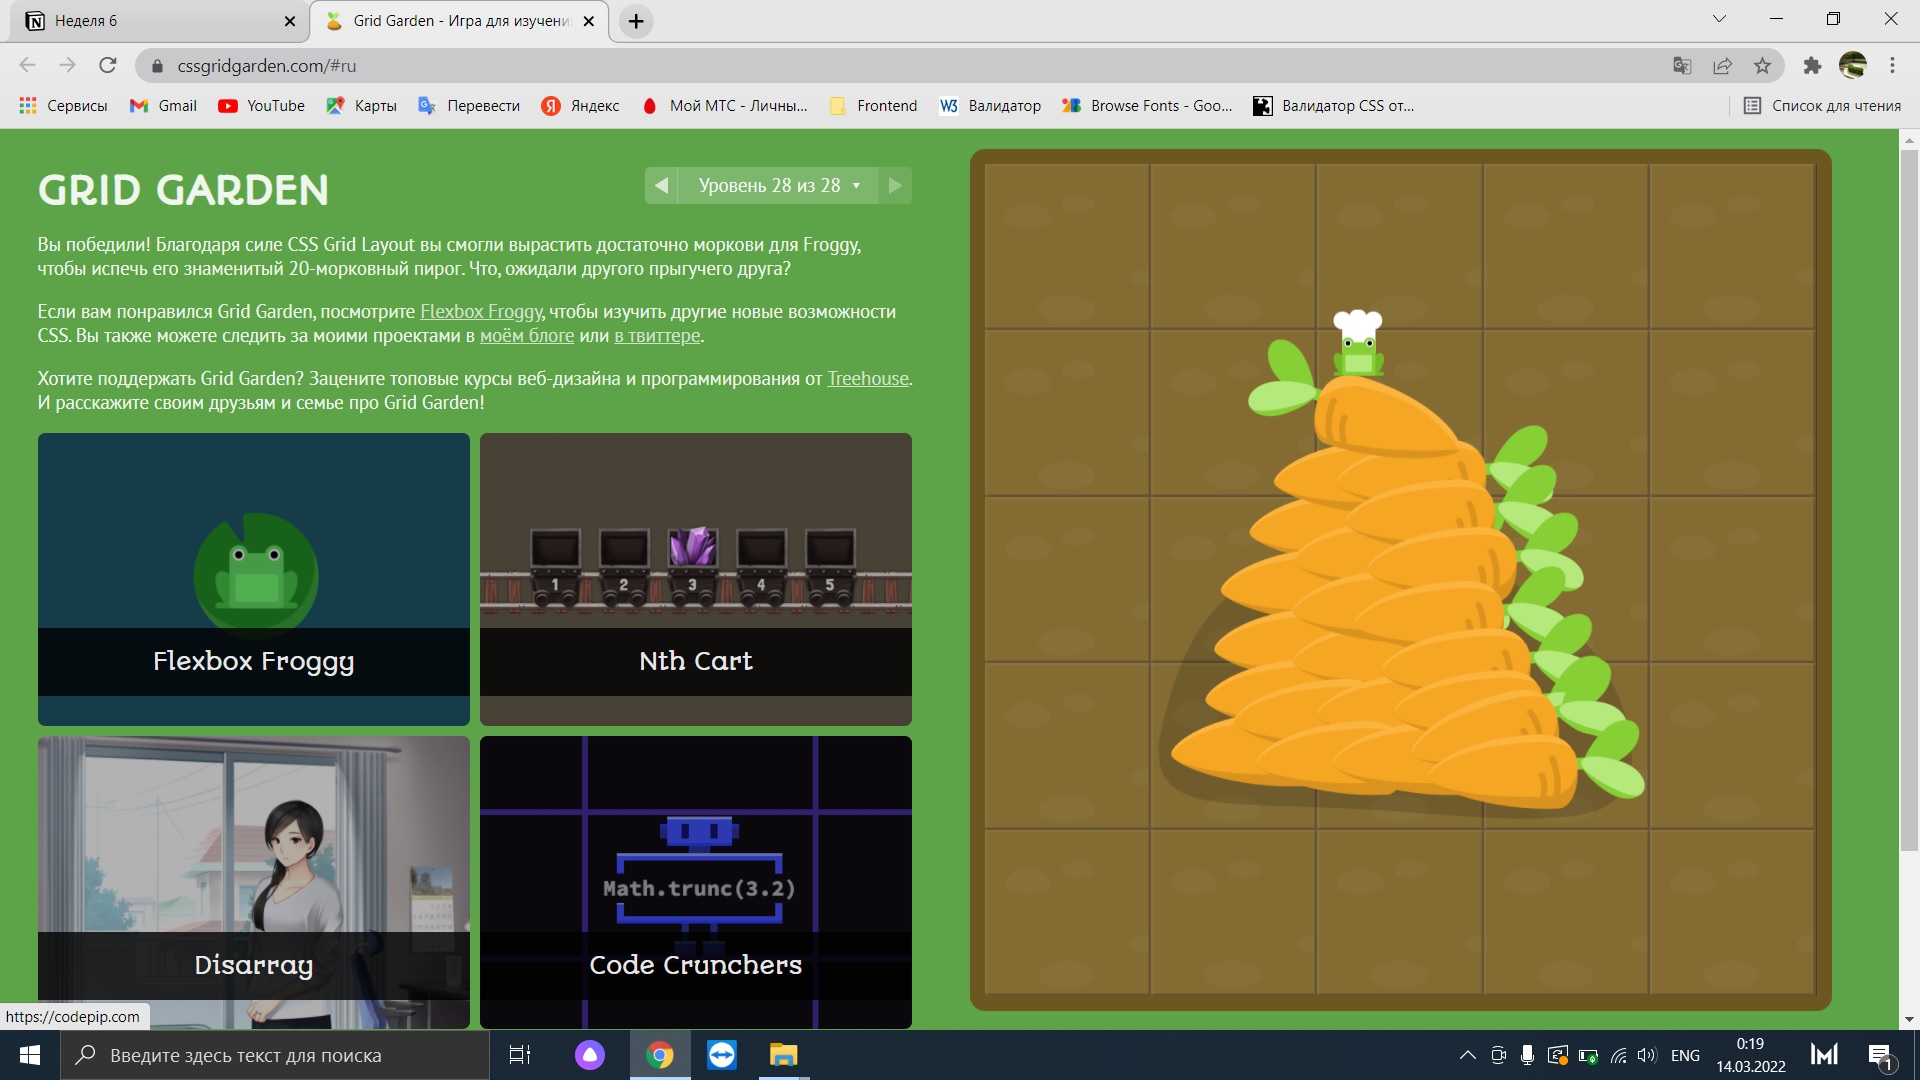 Неделя 6
Grid Garden - Игра для изучени
cssgridgarden.com/#ru
Сервисы
Gmail
YouTube
Карты
Перевести
Яндекс
Мой МТС - Личны...
Frontend
W3 Валидатор
Browse Fonts - Goo...
Валидатор CSS от...
Список для чтения
GRID GARDEN
Уровень 28 из 28
Вы победили! Благодаря силе CSS Grid Layout вы смогли вырастить достаточно моркови для Froggy,
чтобы испечь его знаменитый 20-морковный пирог. Что, ожидали другого прыгучего друга?
Если вам понравился Grid Garden, посмотрите Flexbox Froggy, чтобы изучить другие новые возможности
CSS. Вы также можете следить за моими проектами в моём блоге или в твиттере.
Хотите поддержать Grid Garden? Зацените топовые курсы веб-дизайна и программирования от Treehouse.
И расскажите своим друзьям и семье про Grid Garden!
1 2 3 4 5
Flexbox Froggy
Nth Cart
Math.trunc(3.2)
Disarray
Code Crunchers
https://codepip.com
Введите здесь текст для поиска
ENG
0:19
14.03.2022
1